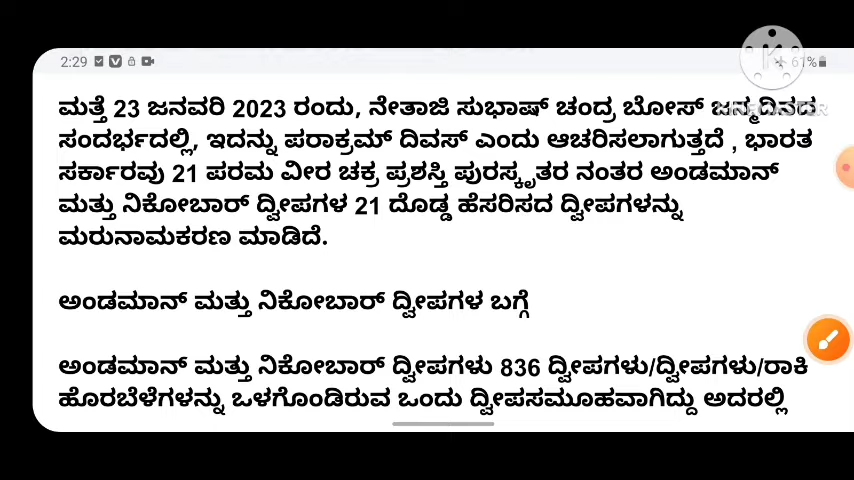 2:29
61%
KINEMASTER
ಮತ್ತೆ 23 ಜನವರಿ 2023 ರಂದು, ನೇತಾಜಿ ಸುಭಾಷ್ ಚಂದ್ರ ಬೋಸ್ ಜನ್ಮದಿನದ
ಸಂದರ್ಭದಲ್ಲಿ, ಇದನ್ನು ಪರಾಕ್ರಮ್ ದಿವಸ್ ಎಂದು ಆಚರಿಸಲಾಗುತ್ತದೆ , ಭಾರತ
ಸರ್ಕಾರವು 21 ಪರಮ ವೀರ ಚಕ್ರ ಪ್ರಶಸ್ತಿ ಪುರಸ್ಕೃತರ ನಂತರ ಅಂಡಮಾನ್
ಮತ್ತು ನಿಕೋಬಾರ್ ದ್ವೀಪಗಳ 21 ದೊಡ್ಡ ಹೆಸರಿಸದ ದ್ವೀಪಗಳನ್ನು
ಮರುನಾಮಕರಣ ಮಾಡಿದೆ.
ಅಂಡಮಾನ್ ಮತ್ತು ನಿಕೋಬಾರ್ ದ್ವೀಪಗಳ ಬಗ್ಗೆ
ಅಂಡಮಾನ್ ಮತ್ತು ನಿಕೋಬಾರ್ ದ್ವೀಪಗಳು 836 ದ್ವೀಪಗಳು/ದ್ವೀಪಗಳು/ರಾಕಿ
ಹೊರಬೆಳೆಗಳನ್ನು ಒಳಗೊಂಡಿರುವ ಒಂದು ದ್ವೀಪಸಮೂಹವಾಗಿದ್ದು ಅದರಲ್ಲಿ